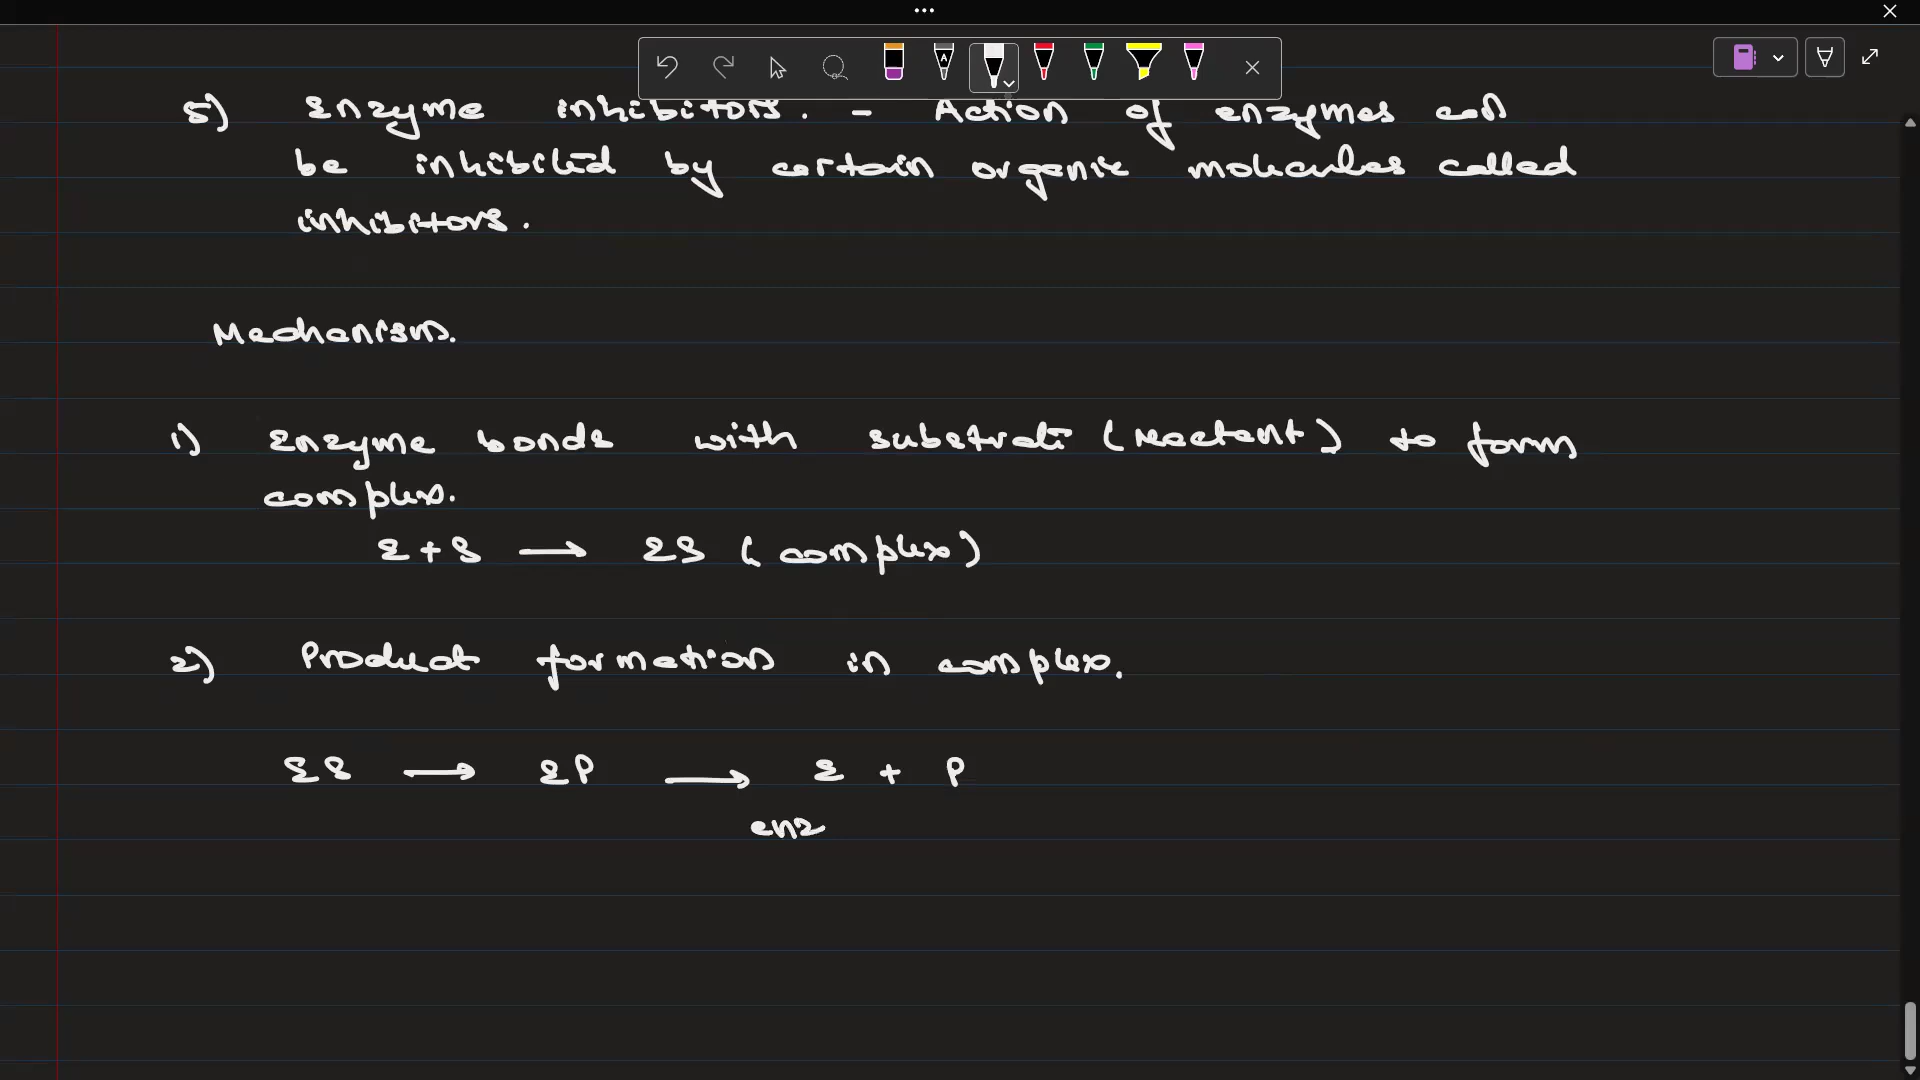 5) Enzyme inhibitors. - Action of enzymes can
be inhibited by certain organic molecules called
inhibitors.
Mechanism.
1) Enzyme bonds with substrate (reactant) to form
complex.
E + S → ES (complex)
2) Product formation in complex.
ES → EP → E + P
enz